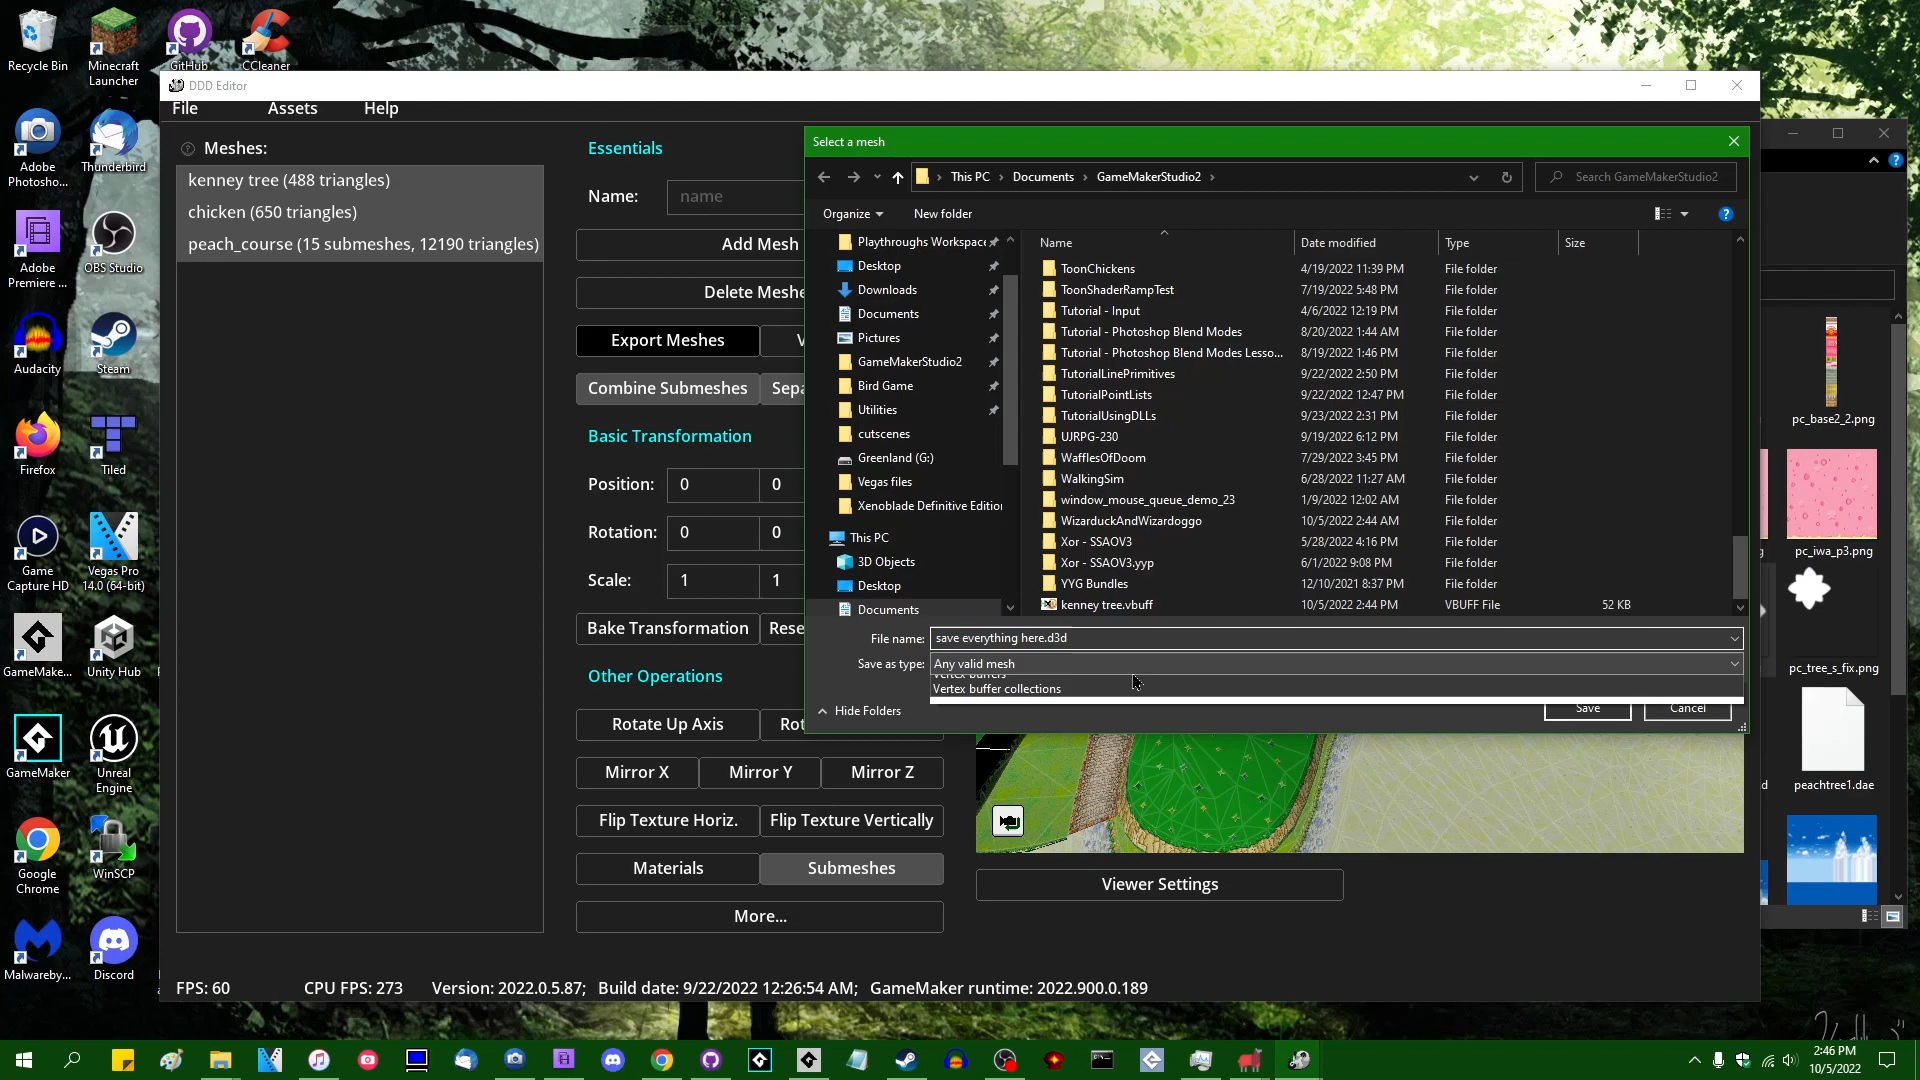 Recycle Bin
Minecraft
Launcher
GitHub
CCleaner
Adobe
Photosho...
Thunderbird
Adobe
Premiere ...
OBS Studio
Audacity
Steam
Firefox
Tiled
Game
Capture HD
Vegas Pro
14.0 (64-bit)
GameMake...
Unity Hub
GameMaker
Unreal
Engine
Google
Chrome
WinSCP
Malwareby...
Discord
DDD Editor
File
Assets
Help
Meshes:
kenney tree (488 triangles)
chicken (650 triangles)
peach_course (15 submeshes, 12190 triangles)
Essentials
Name:
name
Add Mesh
Delete Meshe
Export Meshes
V
Combine Submeshes
Sepa
Basic Transformation
Position:
0
0
Rotation:
0
0
Scale:
1
1
Bake Transformation
Rese
Other Operations
Rotate Up Axis
Rot
Mirror X
Mirror Y
Mirror Z
Flip Texture Horiz.
Flip Texture Vertically
Materials
Submeshes
More...
Viewer Settings
FPS: 60
CPU FPS: 273
Version: 2022.0.5.87;
Build date: 9/22/2022 12:26:54 AM;
GameMaker runtime: 2022.900.0.189
Select a mesh
This PC
Documents
GameMakerStudio2
Search GameMakerStudio2
Organize
New folder
Playthroughs Workspace
Desktop
Downloads
Documents
Pictures
GameMakerStudio2
Bird Game
Utilities
cutscenes
Greenland (G:)
Vegas files
Xenoblade Definitive Edition
This PC
3D Objects
Desktop
Documents
Name
Date modified
Type
Size
ToonChickens 4/19/2022 11:39 PM File folder
ToonShaderRampTest 7/19/2022 5:48 PM File folder
Tutorial - Input 4/6/2022 12:19 PM File folder
Tutorial - Photoshop Blend Modes 8/20/2022 1:44 AM File folder
Tutorial - Photoshop Blend Modes Lesso... 8/19/2022 1:46 PM File folder
TutorialLinePrimitives 9/22/2022 2:50 PM File folder
TutorialPointLists 9/22/2022 12:47 PM File folder
TutorialUsingDLLs 9/23/2022 2:31 PM File folder
UJRPG-230 9/19/2022 6:12 PM File folder
WafflesOfDoom 7/29/2022 3:45 PM File folder
WalkingSim 6/28/2022 11:27 AM File folder
window_mouse_queue_demo_23 1/9/2022 12:02 AM File folder
WizarduckAndWizardoggo 10/5/2022 2:44 AM File folder
Xor - SSAOV3 5/28/2022 4:16 PM File folder
Xor - SSAOV3.yyp 6/1/2022 9:08 PM File folder
YYG Bundles 12/10/2021 8:37 PM File folder
kenney tree.vbuff 10/5/2022 2:44 PM VBUFF File 52 KB
File name:
save everything here.d3d
Save as type:
Any valid mesh
Vertex buffers
Vertex buffer collections
Hide Folders
Save
Cancel
pc_base2_2.png
pc_iwa_p3.png
pc_tree_s_fix.png
peachtree1.dae
2:46 PM
10/5/2022